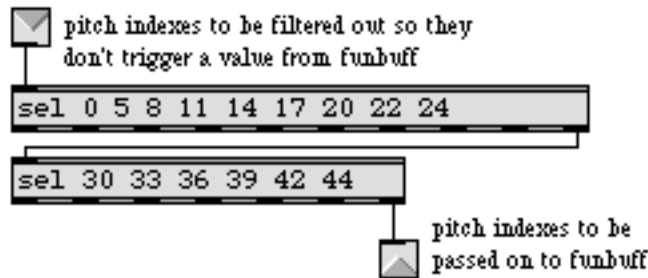 pitch indexes to be filtered out so they
don't trigger a value from funbuff
sel 0 5 8 11 14 17 20 22 24
sel 30 33 36 39 42 44
pitch indexes to be
passed on to funbuff